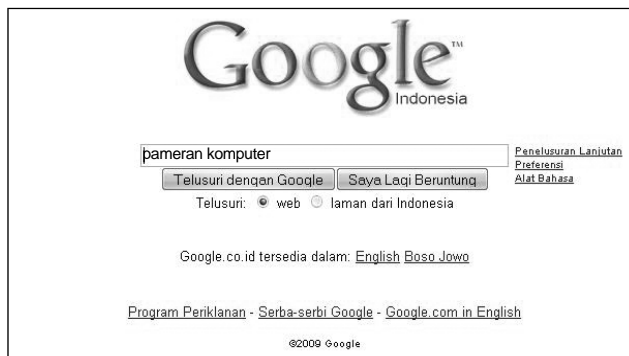 Google™
Indonesia
pameran komputer
Penelusuran Lanjutan
Preferensi
Alat Bahasa
Telusuri dengan Google Saya Lagi Beruntung
Telusuri: web laman dari Indonesia
Google.co.id tersedia dalam: English Boso Jowo
Program Periklanan - Serba-serbi Google - Google.com in English
©2009 Google